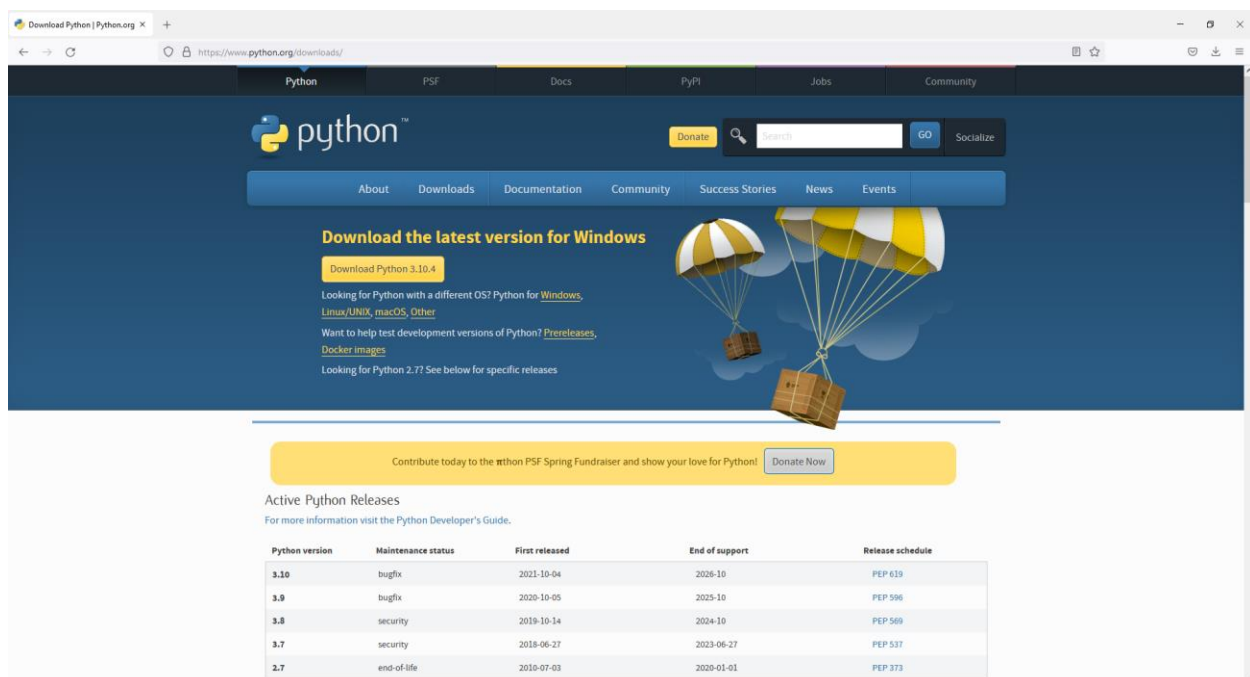 Download Python | Python.org
https://www.python.org/downloads/
Python PSF Docs PyPI Jobs Community
python™
Donate Search GO Socialize
About Downloads Documentation Community Success Stories News Events
Download the latest version for Windows
Download Python 3.10.4
Looking for Python with a different OS? Python for Windows,
Linux/UNIX, macOS, Other
Want to help test development versions of Python? Prereleases,
Docker images
Looking for Python 2.7? See below for specific releases
Contribute today to the πthon PSF Spring Fundraiser and show your love for Python! Donate Now
Active Python Releases
For more information visit the Python Developer's Guide.
Python version Maintenance status First released End of support Release schedule
3.10 bugfix 2021-10-04 2026-10 PEP 619
3.9 bugfix 2020-10-05 2025-10 PEP 596
3.8 security 2019-10-14 2024-10 PEP 569
3.7 security 2018-06-27 2023-06-27 PEP 537
2.7 end-of-life 2010-07-03 2020-01-01 PEP 373